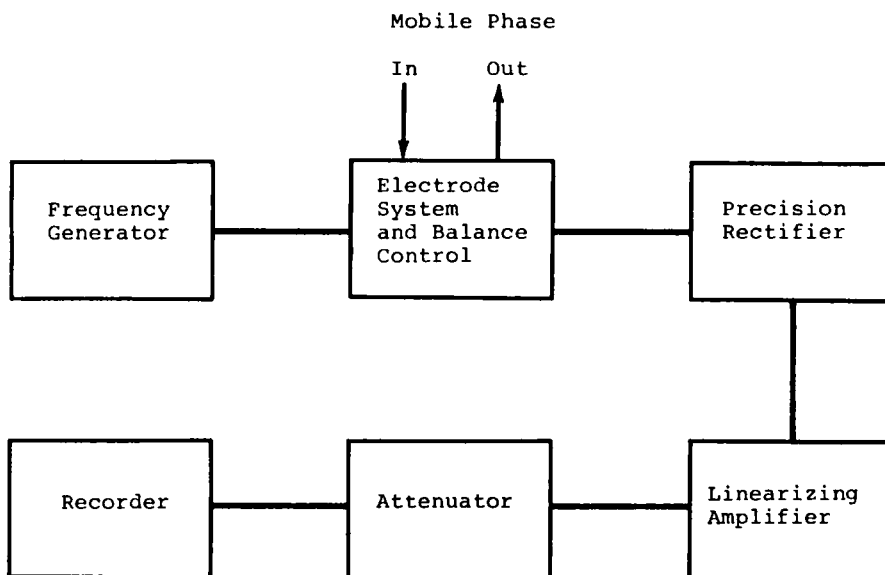 Mobile Phase
In Out
Frequency
Generator
Electrode
System
and Balance
Control
Precision
Rectifier
Recorder
Attenuator
Linearizing
Amplifier